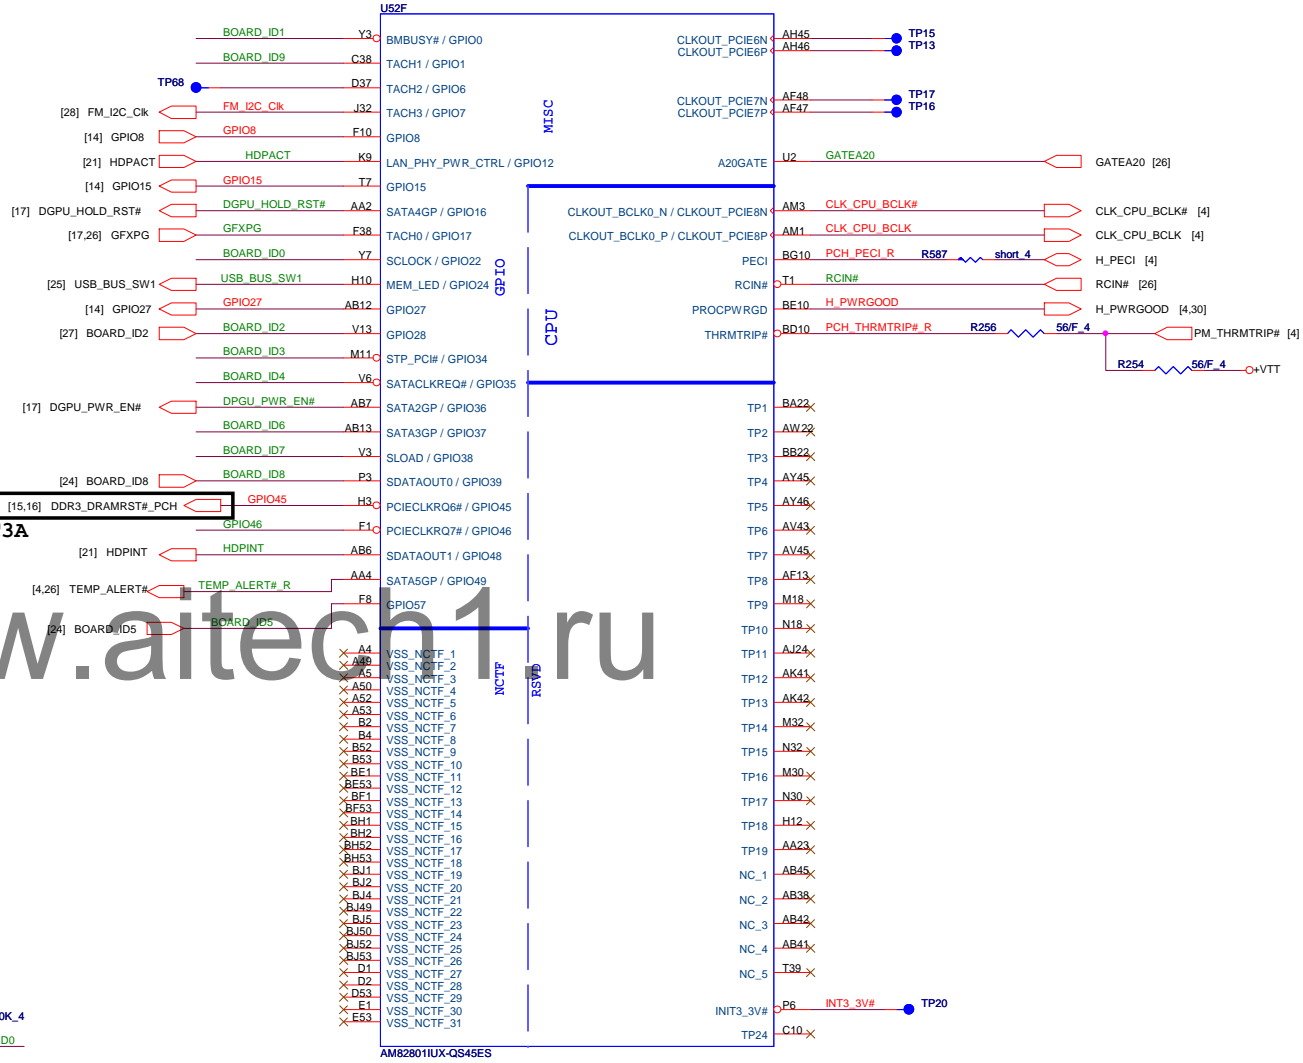 U52F
BOARD_ID1 Y3 BMBUSY# / GPIO0 CLKOUT_PCIE6N AH45 TP15
CLKOUT_PCIE6P AH46 TP13
BOARD_ID9 C38 TACH1 / GPIO1
TP68 D37 TACH2 / GPIO6
MISC
CLKOUT_PCIE7N AF48 TP17
[28] FM_I2C_Clk FM_I2C_Clk J32 TACH3 / GPIO7 CLKOUT_PCIE7P AF47 TP16
[14] GPIO8 GPIO8 F10 GPIO8
[21] HDPACT HDPACT K9 LAN_PHY_PWR_CTRL / GPIO12 A20GATE U2 GATEA20 GATEA20 [26]
[14] GPIO15 GPIO15 T7 GPIO15
[17] DGPU_HOLD_RST# DGPU_HOLD_RST# AA2 SATA4GP / GPIO16 CLKOUT_BCLK0_N / CLKOUT_PCIE8N AM3 CLK_CPU_BCLK# CLK_CPU_BCLK# [4]
[17,26] GFXPG GFXPG F38 TACH0 / GPIO17 CLKOUT_BCLK0_P / CLKOUT_PCIE8P AM1 CLK_CPU_BCLK CLK_CPU_BCLK [4]
BOARD_ID0 Y7 SCLOCK / GPIO22 PECI BG10 PCH_PECI_R R587 short_4 H_PECI [4]
GPIO
[25] USB_BUS_SW1 USB_BUS_SW1 H10 MEM_LED / GPIO24 RCIN# T1 RCIN# RCIN# [26]
[14] GPIO27 GPIO27 AB12 GPIO27 PROCPWRGD BE10 H_PWRGOOD H_PWRGOOD [4,30]
CPU
[27] BOARD_ID2 BOARD_ID2 V13 GPIO28 THRMTRIP# BD10 PCH_THRMTRIP#_R R256 56/F_4 PM_THRMTRIP# [4]
BOARD_ID3 M11 STP_PCI# / GPIO34
R254 56/F_4 +VTT
BOARD_ID4 V6 SATACLKREQ# / GPIO35
[17] DGPU_PWR_EN# DPGU_PWR_EN# AB7 SATA2GP / GPIO36 TP1 BA22
BOARD_ID6 AB13 SATA3GP / GPIO37 TP2 AW22
BOARD_ID7 V3 SLOAD / GPIO38 TP3 BB22
[24] BOARD_ID8 BOARD_ID8 P3 SDATAOUT0 / GPIO39 TP4 AY45
[15,16] DDR3_DRAMRST#_PCH GPIO45 H3 PCIECLKRQ6# / GPIO45 TP5 AY46
3A
GPIO46 F1 PCIECLKRQ7# / GPIO46 TP6 AV43
[21] HDPINT HDPINT AB6 SDATAOUT1 / GPIO48 TP7 AV45
[4,26] TEMP_ALERT# TEMP_ALERT#_R AA4 SATA5GP / GPIO49 TP8 AF13
F8 GPIO57 TP9 M18
[24] BOARD_ID5 BOARD_ID5 TP10 N18
w.aitech1.ru
NCTF
RSVD
A4 VSS_NCTF_1 TP11 AJ24
A49 VSS_NCTF_2
A5 VSS_NCTF_3 TP12 AK41
A50 VSS_NCTF_4
A52 VSS_NCTF_5 TP13 AK42
A53 VSS_NCTF_6
B2 VSS_NCTF_7 TP14 M32
B4 VSS_NCTF_8
B52 VSS_NCTF_9 TP15 N32
B53 VSS_NCTF_10
BE1 VSS_NCTF_11 TP16 M30
BE53 VSS_NCTF_12
BF1 VSS_NCTF_13 TP17 N30
BF53 VSS_NCTF_14
BH1 VSS_NCTF_15 TP18 H12
BH2 VSS_NCTF_16
BH52 VSS_NCTF_17 TP19 AA23
BH53 VSS_NCTF_18
BJ1 VSS_NCTF_19 NC_1 AB45
BJ2 VSS_NCTF_20
BJ4 VSS_NCTF_21 NC_2 AB38
BJ49 VSS_NCTF_22
BJ5 VSS_NCTF_23 NC_3 AB42
BJ50 VSS_NCTF_24
BJ52 VSS_NCTF_25 NC_4 AB41
BJ53 VSS_NCTF_26
D1 VSS_NCTF_27 NC_5 T39
D2 VSS_NCTF_28
D53 VSS_NCTF_29
E1 VSS_NCTF_30 INIT3_3V# P6 INT3_3V# TP20
E53 VSS_NCTF_31
TP24 C10
0K_4
D0
AM82801IUX-QS45ES